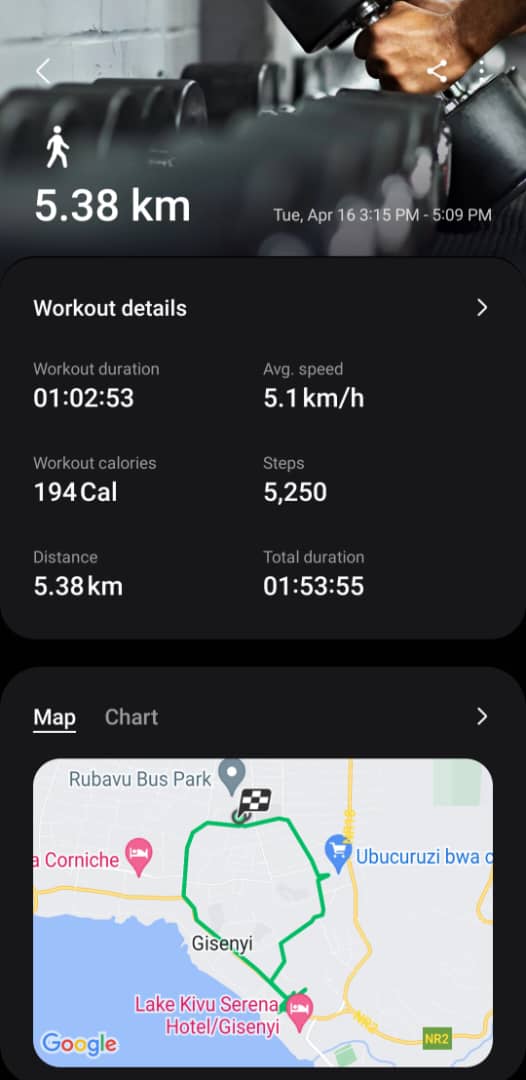 5.38 km
Tue, Apr 16 3:15 PM - 5:09 PM
Workout details
Workout duration
Avg. speed
01:02:53
5.1 km/h
Workout calories
Steps
194 Cal
5,250
Distance
Total duration
5.38 km
01:53:55
Map
Chart
Rubavu Bus Park
NR18
a Corniche
Ubucuruzi bwa c
Gisenyi
Lake Kivu Serena
Hotel/Gisenyi
NR2
NR2
Google